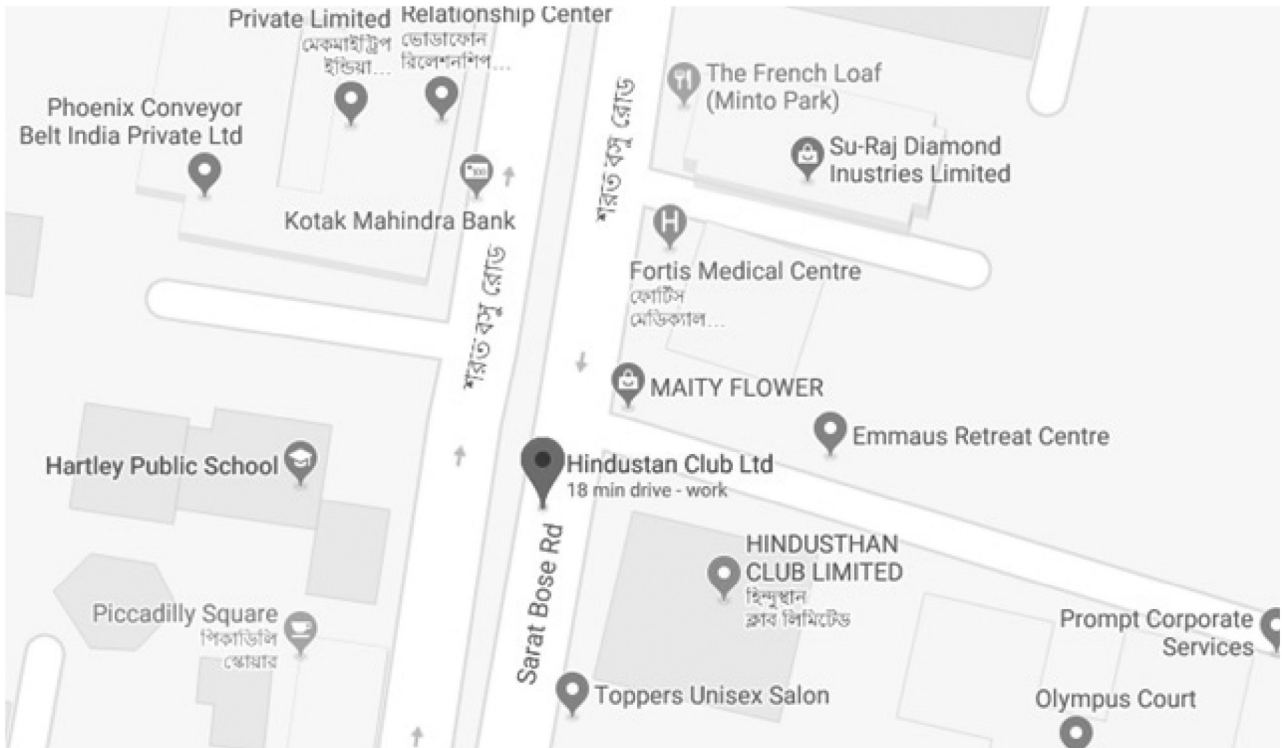 Private Limited
মেকমাইট্রিপ
ইন্ডিয়া...
Relationship Center
ভোডাফোন
রিলেশনশিপ...
The French Loaf
(Minto Park)
Phoenix Conveyor
Belt India Private Ltd
শরত বসু রোড
Su-Raj Diamond
Inustries Limited
Kotak Mahindra Bank
Fortis Medical Centre
ফোর্টিস
মেডিক্যাল...
শরত বসু রোড
MAITY FLOWER
Emmaus Retreat Centre
Hartley Public School
Hindustan Club Ltd
18 min drive - work
Sarat Bose Rd
HINDUSTHAN
CLUB LIMITED
হিন্দুস্থান
ক্লাব লিমিটেড
Piccadilly Square
পিকাডিলি
স্কোয়ার
Prompt Corporate
Services
Toppers Unisex Salon
Olympus Court